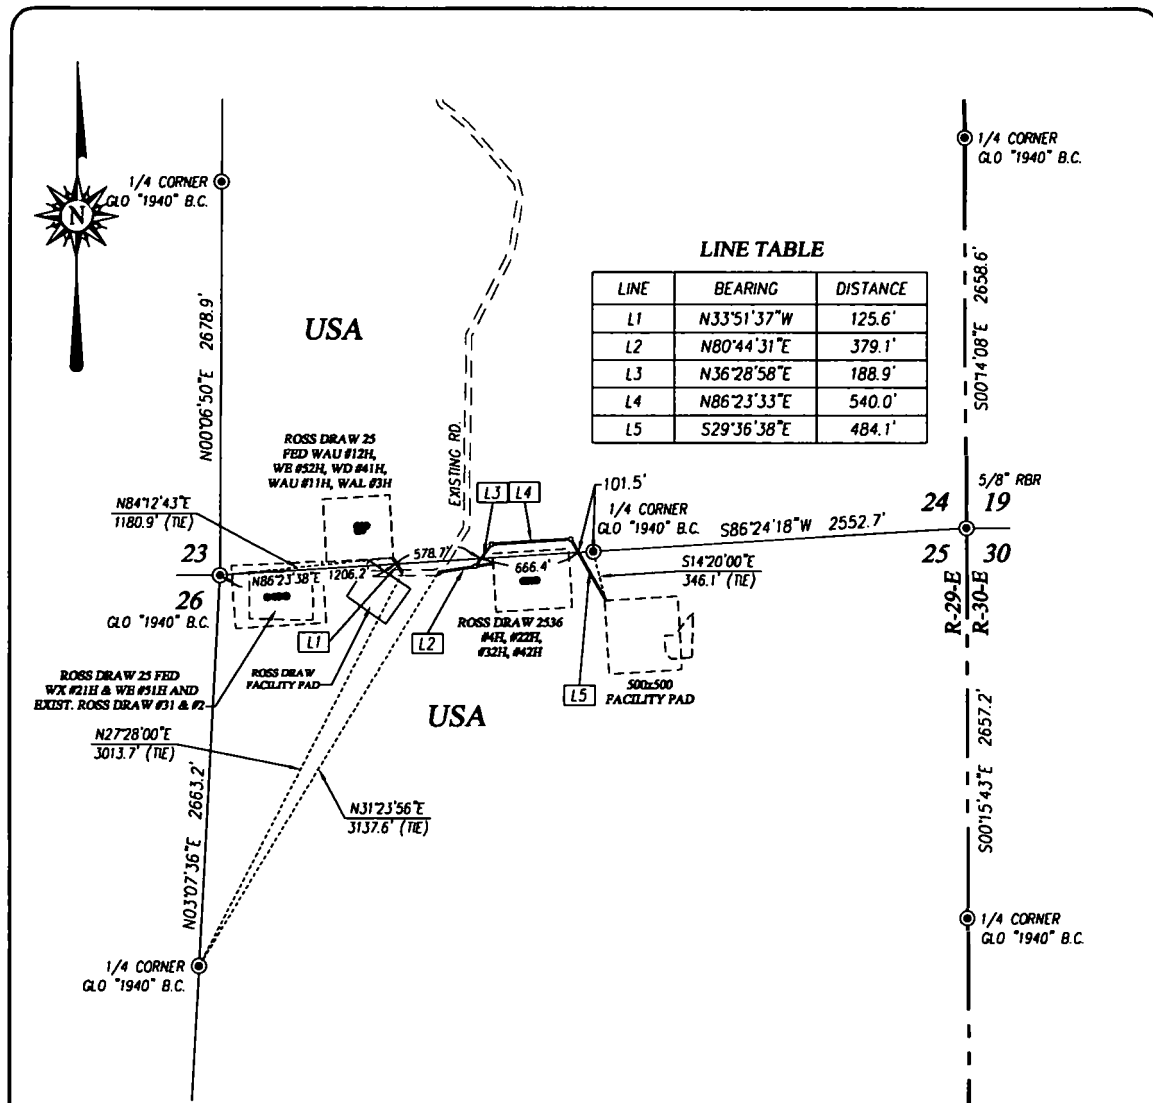 1/4 CORNER
GLO "1940" B.C.
N
1/4 CORNER
GLO "1940" B.C.
N00°06'50"E 2678.9'
USA
LINE TABLE
LINE BEARING DISTANCE
L1 N33°51'37"W 125.6'
L2 N80°44'31"E 379.1'
L3 N36°28'58"E 188.9'
L4 N86°23'33"E 540.0'
L5 S29°36'38"E 484.1'
S00°14'08"E 2658.6'
ROSS DRAW 25
FED WAU #12H,
WE #52H, WD #41H,
WAU #11H, WAL #3H
EXISTING RD.
N84°12'43"E
1180.9' (TIE)
L3 L4
101.5'
1/4 CORNER
GLO "1940" B.C.
S86°24'18"W 2552.7'
5/8" RBR
24 19
25 30
R-29-E
R-30-E
23
26
GLO "1940" B.C.
N86°23'38"E 1206.2'
578.7'
666.4'
S14°20'00"E
346.1' (TIE)
L1
L2
ROSS DRAW
FACILITY PAD
ROSS DRAW 2536
#4H, #22H,
#32H, #42H
L5
500x500
FACILITY PAD
ROSS DRAW 25 FED
WX #21H & WE #51H AND
EXIST. ROSS DRAW #31 & #2
USA
N27°28'00"E
3013.7' (TIE)
N31°23'56"E
3137.6' (TIE)
N03°07'36"E 2663.2'
S00°15'43"E 2657.2'
1/4 CORNER
GLO "1940" B.C.
1/4 CORNER
GLO "1940" B.C.